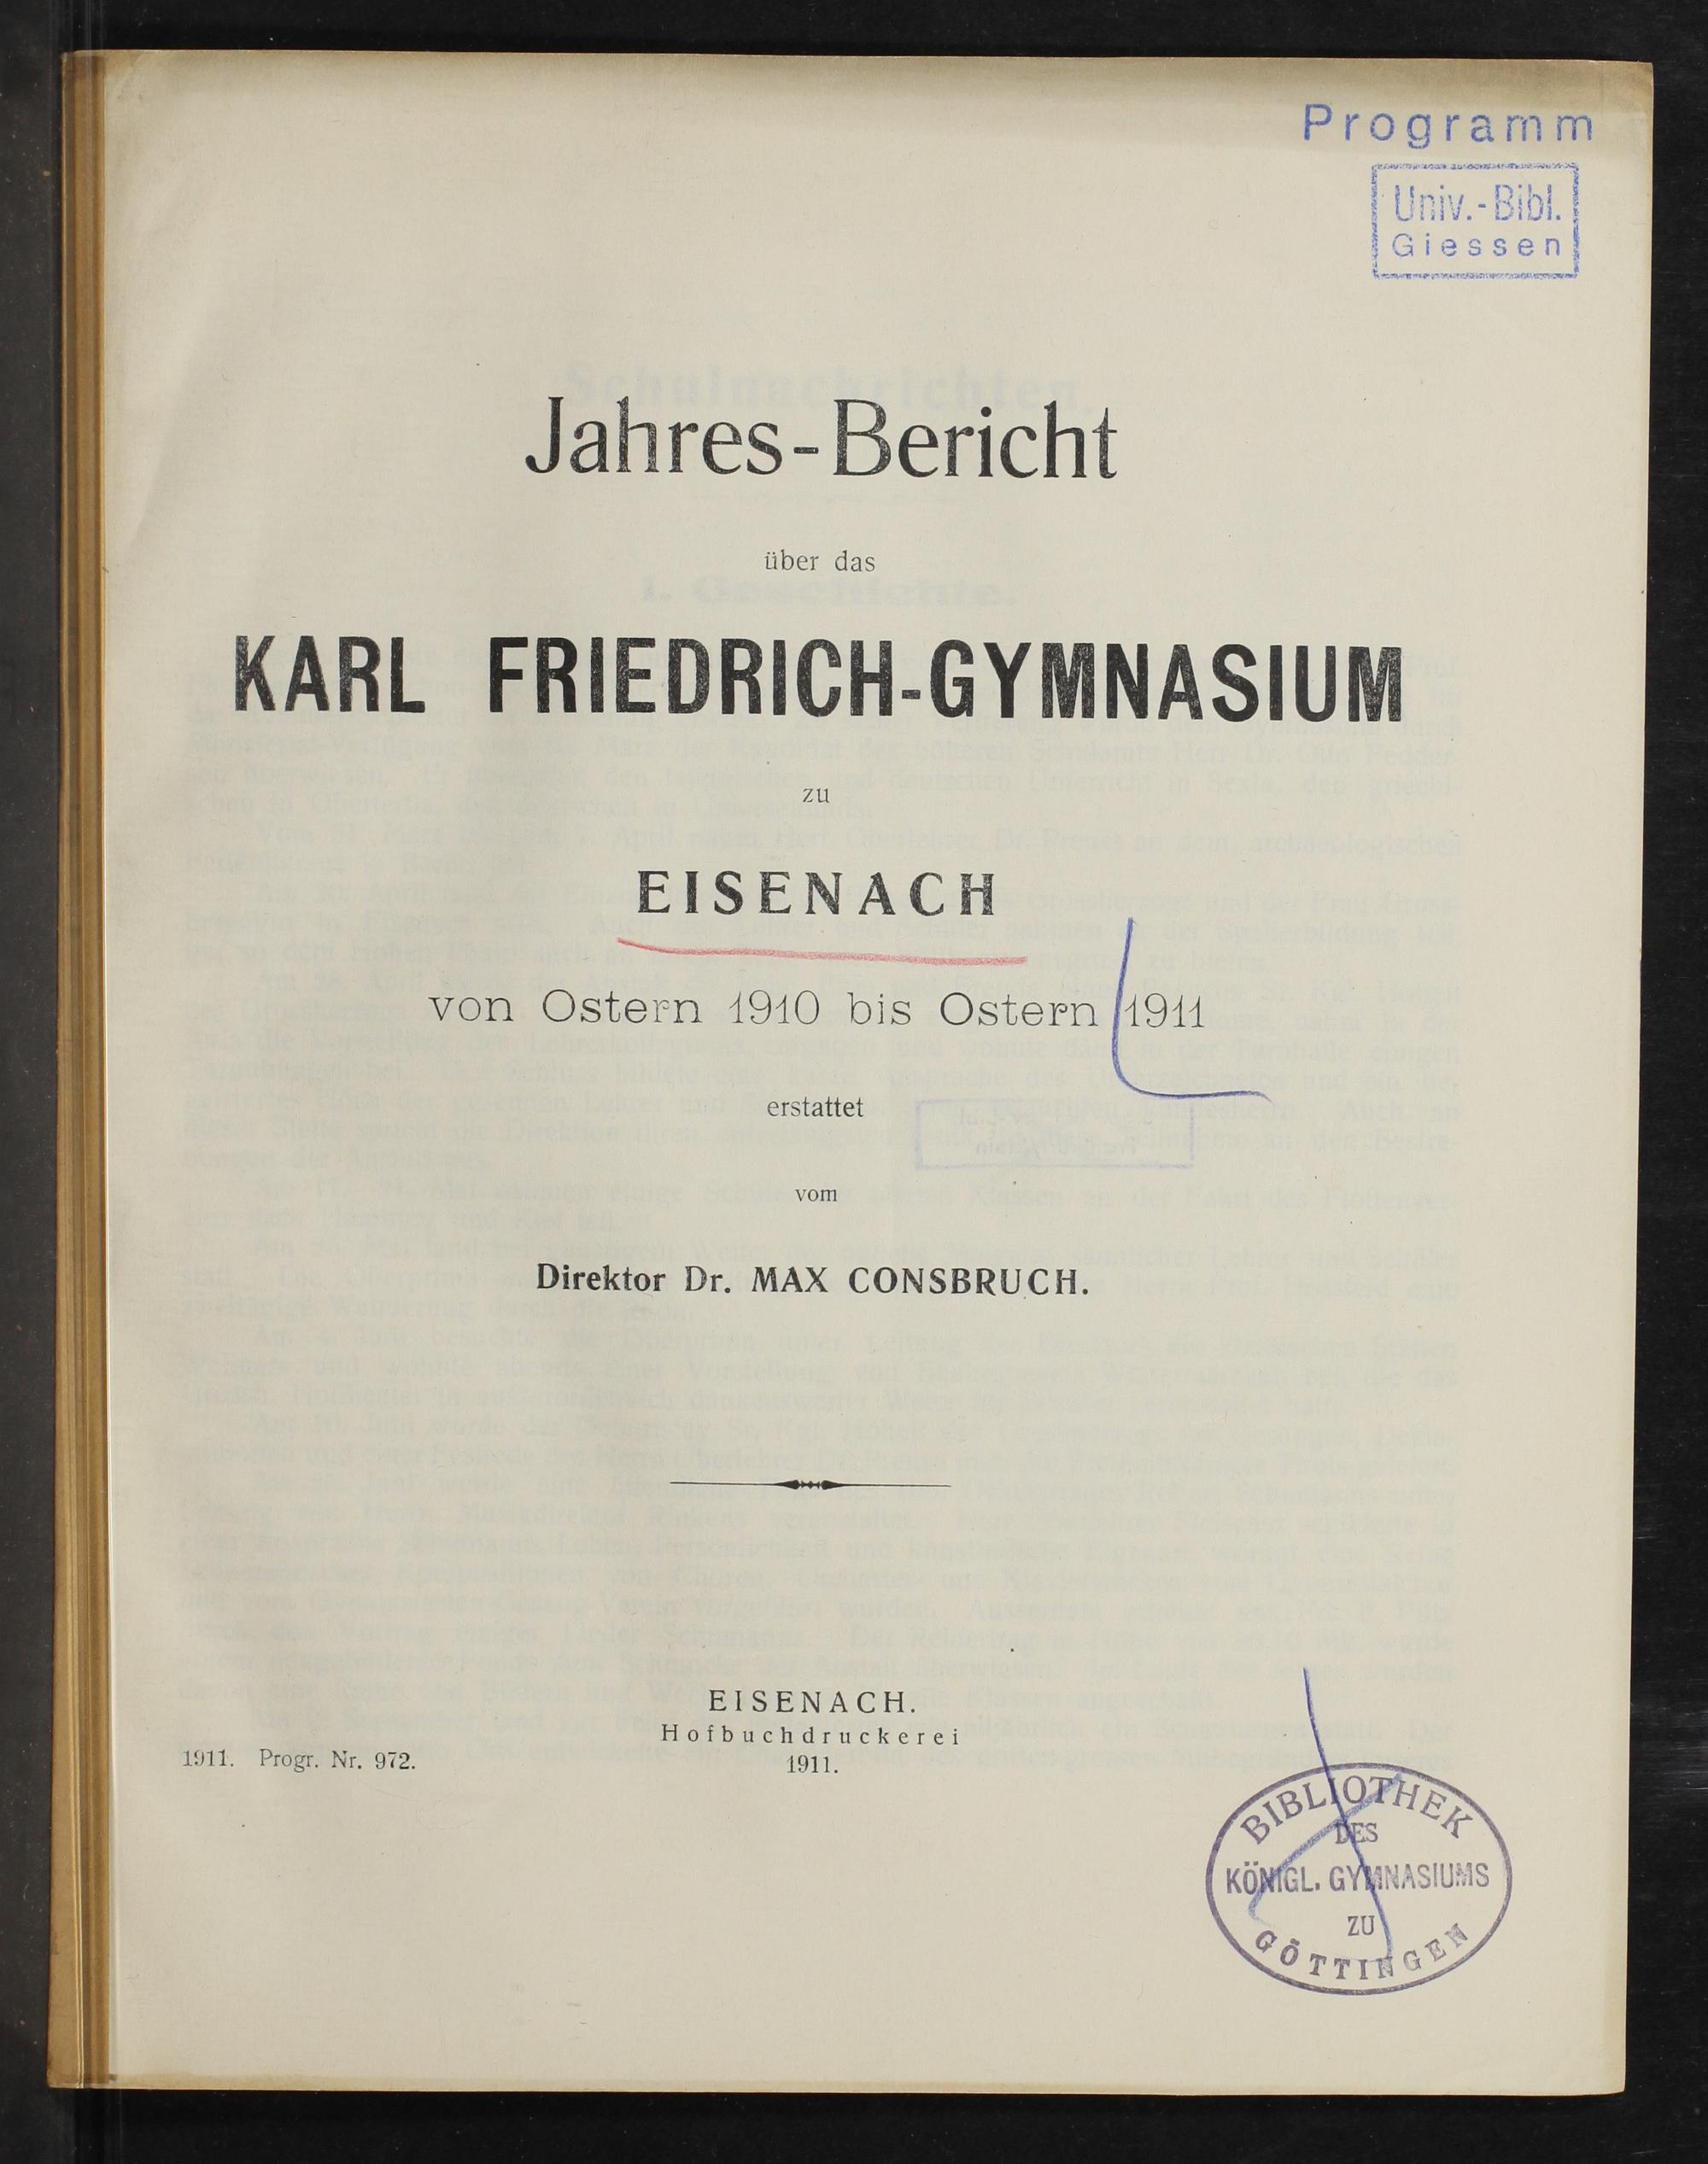 Programm
Univ.-Bibl.
Giessen
Jahres-Bericht
über das
KARL FRIEDRICH-GYMNASIUM
zu
EISENACH
von Ostern 1910 bis Ostern 1911
erstattet
vom
Direktor Dr. MAX CONSBRUCH.
EISENACH.
Hofbuchdruckerei
1911.
1911. Progr. Nr. 972.
BIBLIOTHEK
DES
KÖNIGL. GYMNASIUMS
ZU
GÖTTINGEN